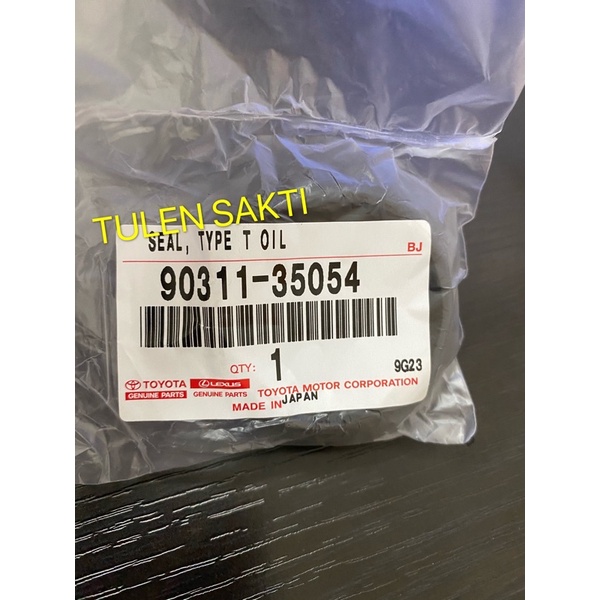 TULEN SAKTI
SEAL, TYPE T OIL BJ
90311-35054
QTY: 1 9G23
TOYOTA LEXUS TOYOTA MOTOR CORPORATION
GENUINE PARTS GENUINE PARTS
MADE IN JAPAN